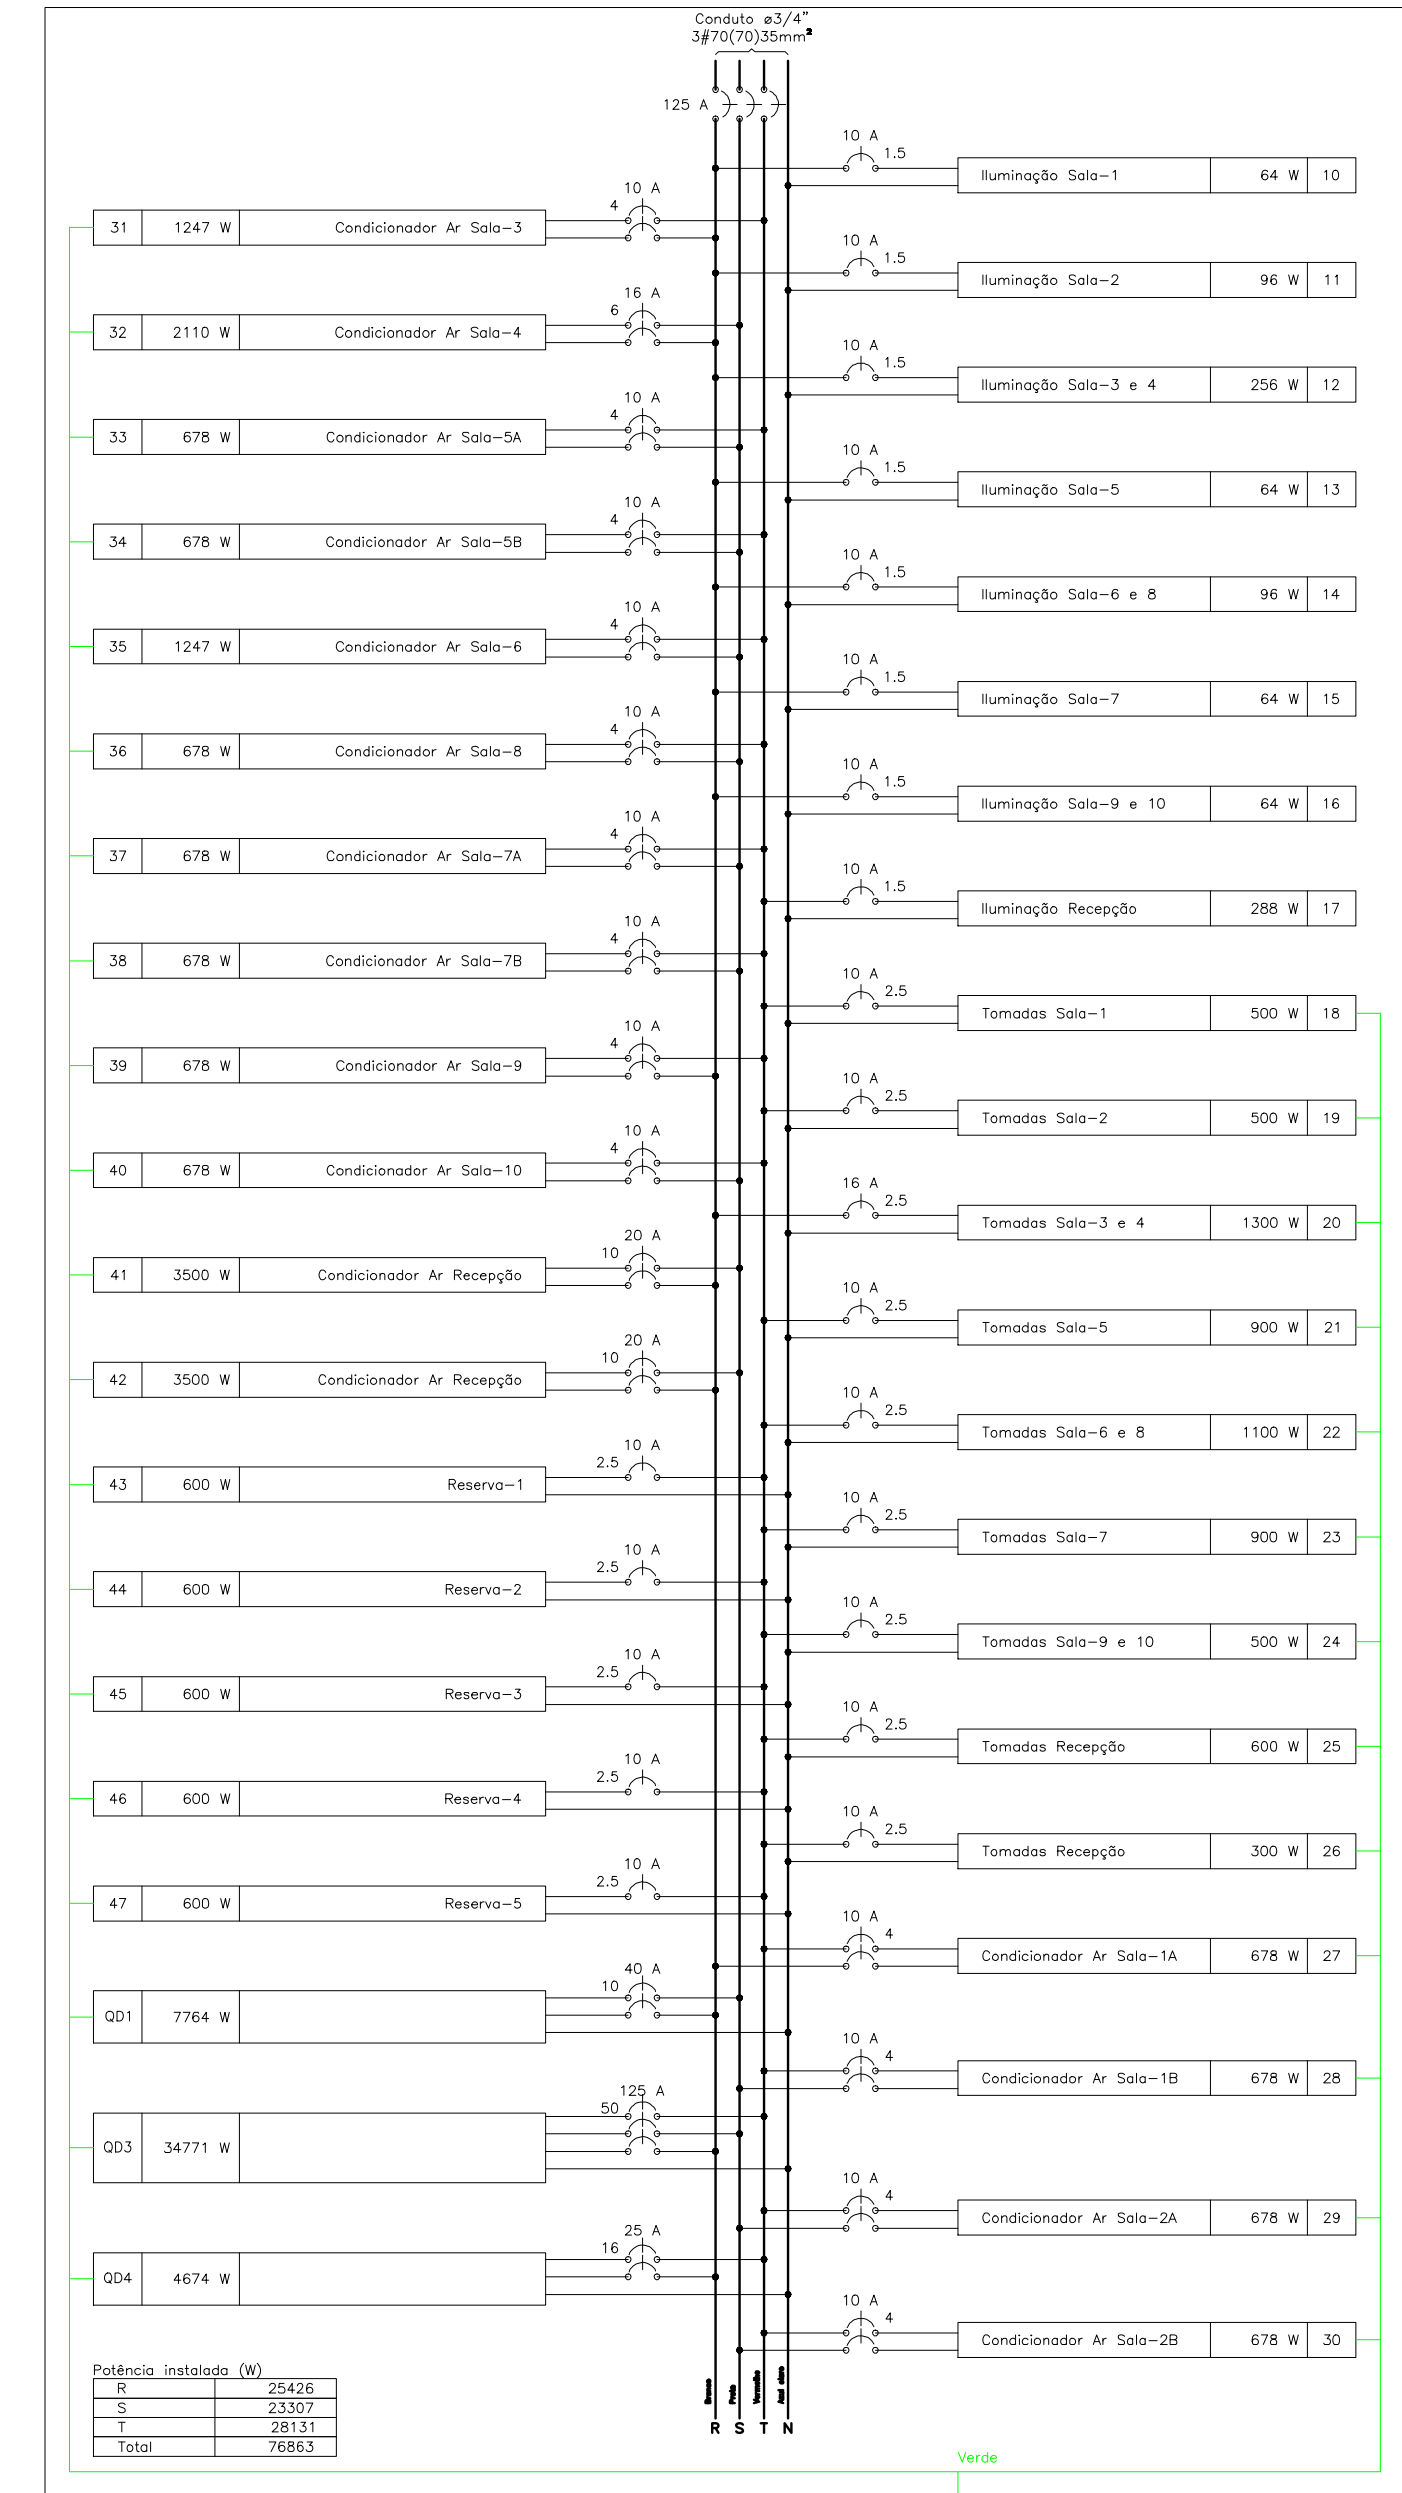 Conduto ø3/4"
3#70(70)35mm²
125 A
10 A
1.5
Iluminação Sala-1 64 W 10
10 A
4
31 1247 W Condicionador Ar Sala-3
10 A
1.5
Iluminação Sala-2 96 W 11
16 A
6
32 2110 W Condicionador Ar Sala-4
10 A
1.5
Iluminação Sala-3 e 4 256 W 12
10 A
4
33 678 W Condicionador Ar Sala-5A
10 A
1.5
Iluminação Sala-5 64 W 13
10 A
4
34 678 W Condicionador Ar Sala-5B
10 A
1.5
Iluminação Sala-6 e 8 96 W 14
10 A
4
35 1247 W Condicionador Ar Sala-6
10 A
1.5
Iluminação Sala-7 64 W 15
10 A
4
36 678 W Condicionador Ar Sala-8
10 A
1.5
Iluminação Sala-9 e 10 64 W 16
10 A
4
37 678 W Condicionador Ar Sala-7A
10 A
1.5
Iluminação Recepção 288 W 17
10 A
4
38 678 W Condicionador Ar Sala-7B
10 A
2.5
Tomadas Sala-1 500 W 18
10 A
4
39 678 W Condicionador Ar Sala-9
10 A
2.5
Tomadas Sala-2 500 W 19
10 A
4
40 678 W Condicionador Ar Sala-10
16 A
2.5
Tomadas Sala-3 e 4 1300 W 20
20 A
10
41 3500 W Condicionador Ar Recepção
10 A
2.5
Tomadas Sala-5 900 W 21
20 A
10
42 3500 W Condicionador Ar Recepção
10 A
2.5
Tomadas Sala-6 e 8 1100 W 22
10 A
2.5
43 600 W Reserva-1
10 A
2.5
Tomadas Sala-7 900 W 23
10 A
2.5
44 600 W Reserva-2
10 A
2.5
Tomadas Sala-9 e 10 500 W 24
10 A
2.5
45 600 W Reserva-3
10 A
2.5
Tomadas Recepção 600 W 25
10 A
2.5
46 600 W Reserva-4
10 A
2.5
Tomadas Recepção 300 W 26
10 A
2.5
47 600 W Reserva-5
10 A
4
Condicionador Ar Sala-1A 678 W 27
40 A
10
QD1 7764 W
10 A
4
Condicionador Ar Sala-1B 678 W 28
125 A
50
QD3 34771 W
10 A
4
Condicionador Ar Sala-2A 678 W 29
25 A
16
QD4 4674 W
10 A
4
Condicionador Ar Sala-2B 678 W 30
Potência instalada (W)
R 25426
S 23307
T 28131
Total 76863
Branco
Preto
Vermelho
Azul claro
R S T N
Verde